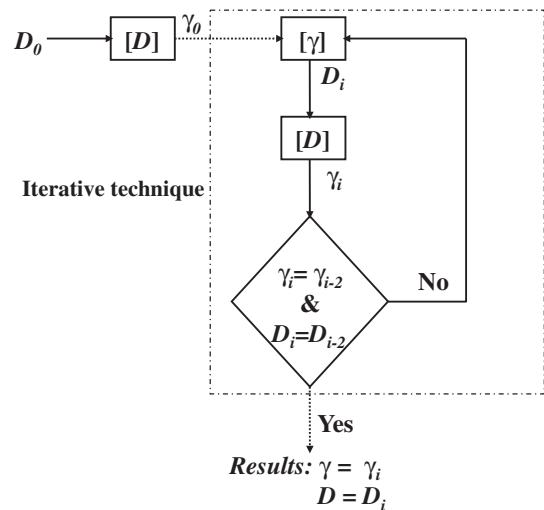 D₀
[D]
γ₀
[γ]
Dᵢ
[D]
γᵢ
Iterative technique
γᵢ= γᵢ₋₂
&
Dᵢ=Dᵢ₋₂
No
Yes
Results: γ = γᵢ
D = Dᵢ